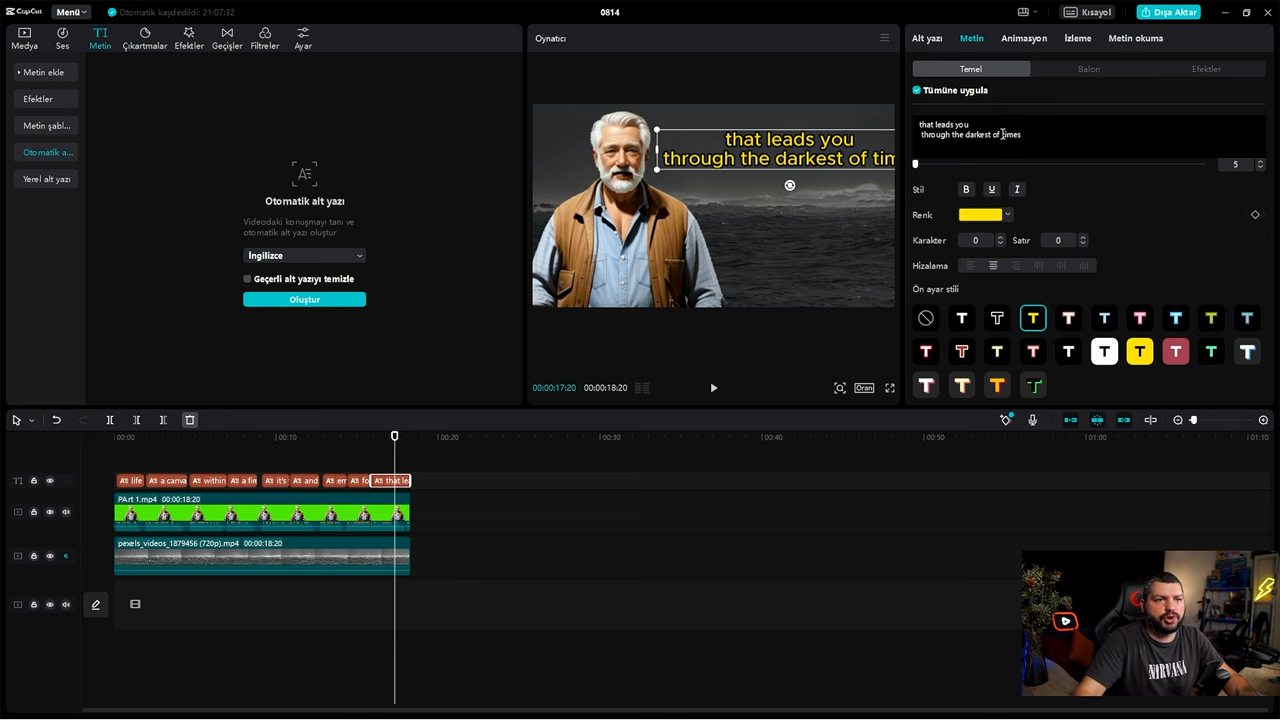 CapCut
Menü
Otomatik kaydedildi: 21:07:32
0814
Kısayol
Dışa Aktar
TI
Medya
Ses
Metin
Çıkartmalar
Efektler
Geçişler
Filtreler
Ayar
Metin ekle
Efektler
Metin şabl...
Otomatik a...
Yerel alt yazı
Otomatik alt yazı
Videodaki konuşmayı tanı ve
otomatik alt yazı oluştur
İngilizce
Geçerli alt yazıyı temizle
Oluştur
Oynatıcı
that leads you
through the darkest of tim
00:00:17:20
00:00:18:20
Oran
Alt yazı
Metin
Animasyon
İzleme
Metin okuma
Temel
Balon
Efektler
Tümüne uygula
that leads you
through the darkest of times
5
Stil
B
U
I
Renk
Karakter
0
Satır
0
Hizalama
Ön ayar stili
00:00
00:10
00:20
00:30
00:40
00:50
01:00
01:10
life
a canva
within
a fir
it's
and
em
fo
that lea
PArt 1.mp4 00:00:18:20
pexels_videos_1879456 (720p).mp4 00:00:18:20
NIRVANA